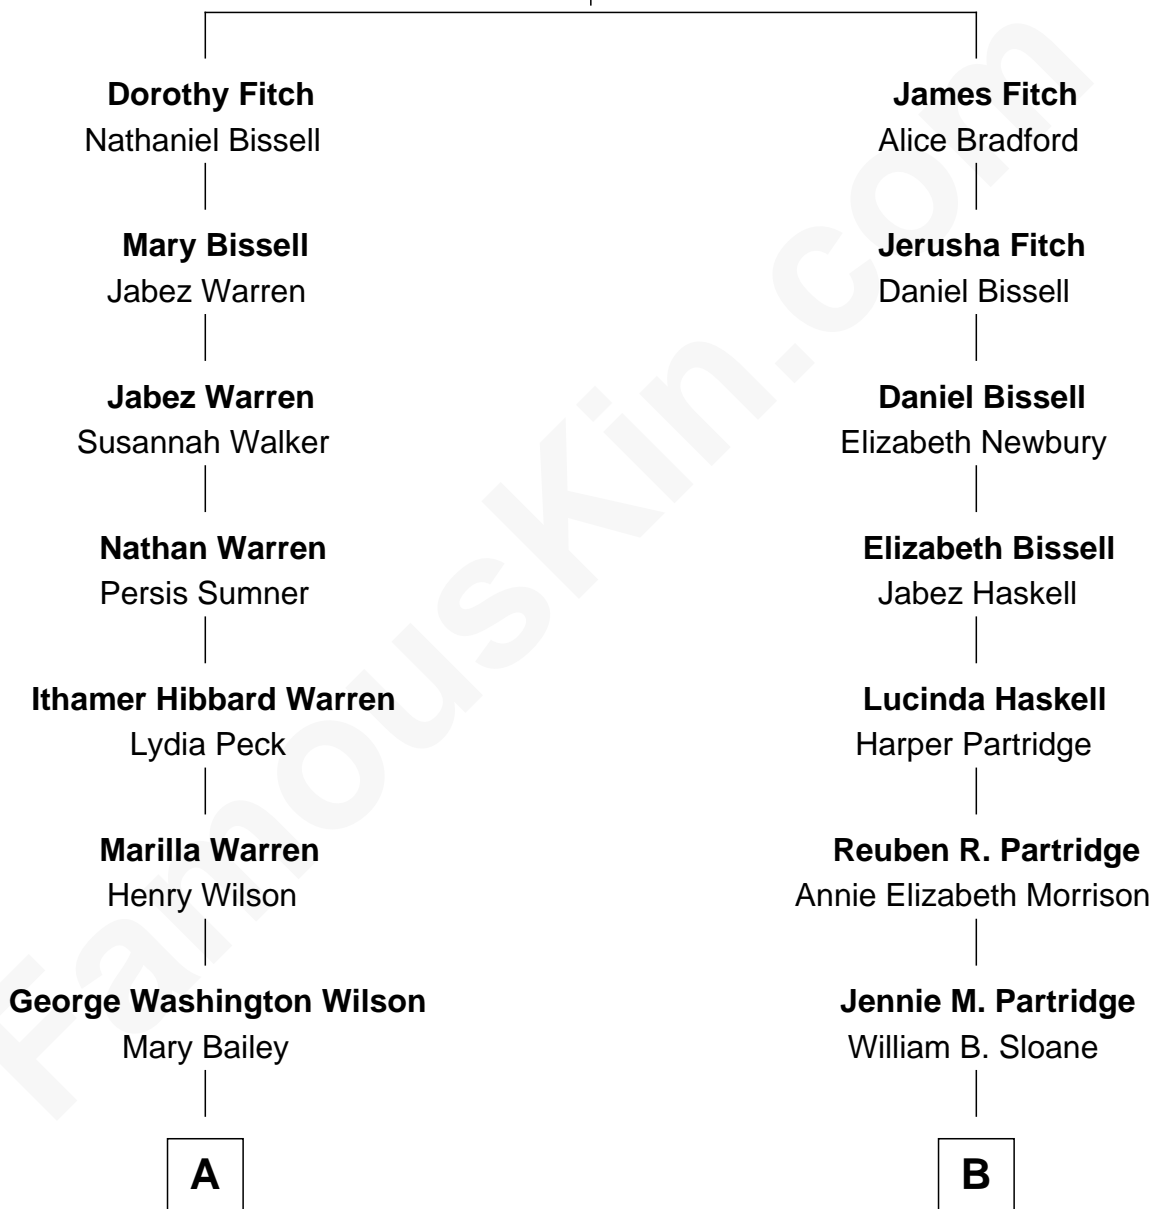 Dorothy Fitch
Nathaniel Bissell
Mary Bissell
Jabez Warren
Jabez Warren
Susannah Walker
Nathan Warren
Persis Sumner
Ithamer Hibbard Warren
Lydia Peck
Marilla Warren
Henry Wilson
George Washington Wilson
Mary Bailey
A
James Fitch
Alice Bradford
Jerusha Fitch
Daniel Bissell
Daniel Bissell
Elizabeth Newbury
Elizabeth Bissell
Jabez Haskell
Lucinda Haskell
Harper Partridge
Reuben R. Partridge
Annie Elizabeth Morrison
Jennie M. Partridge
William B. Sloane
B
FamousKin.com